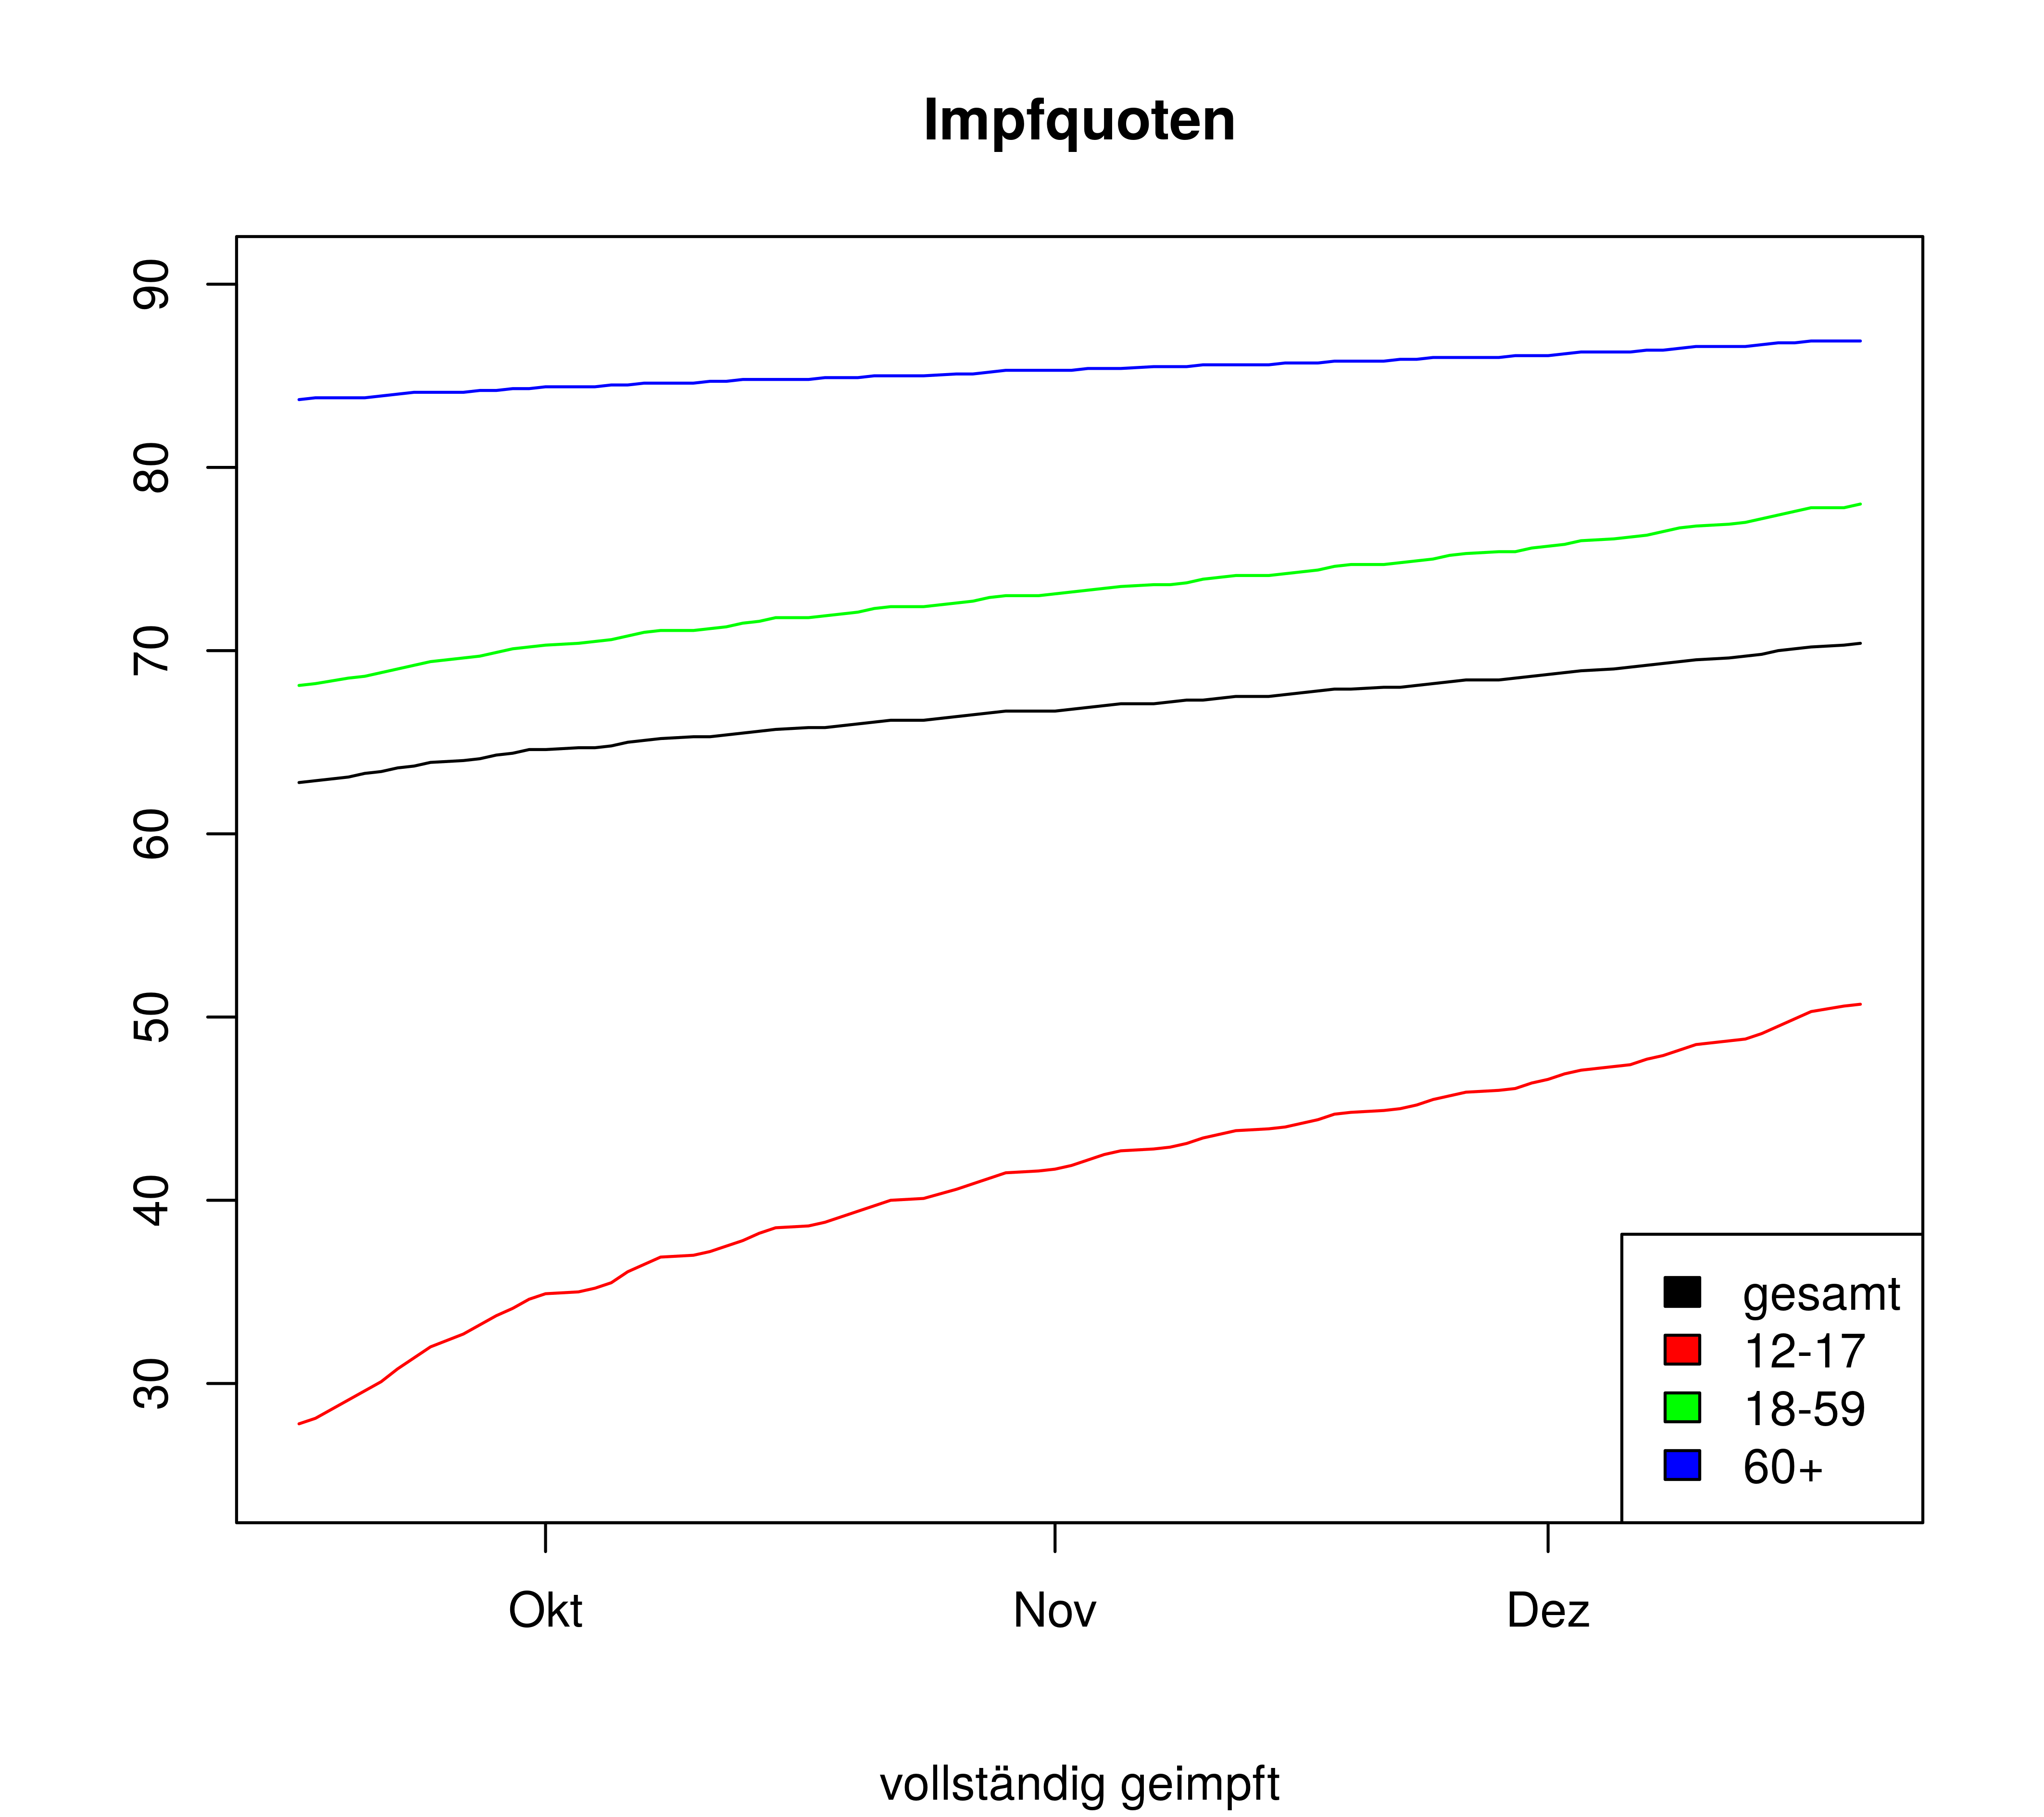 Impfquoten
90
80
70
60
50
40
30
gesamt
12-17
18-59
60+
Okt Nov Dez
vollständig geimpft